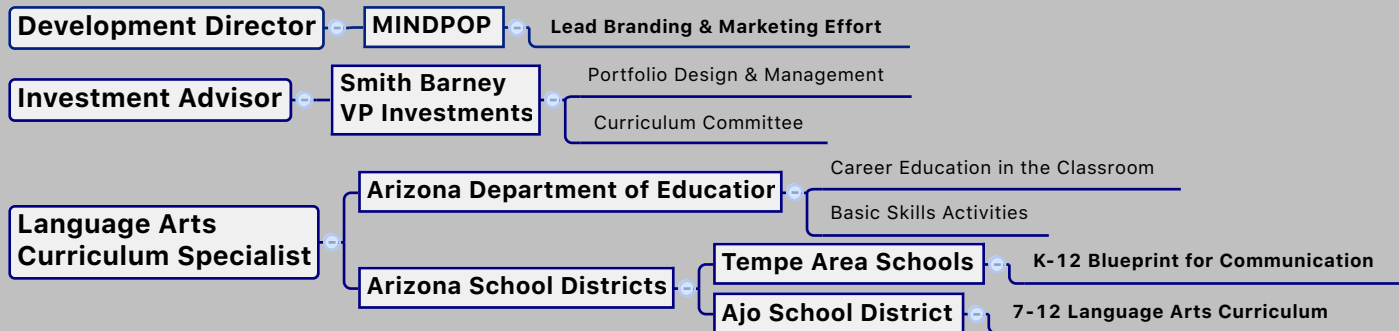 Development Director
MINDPOP
Lead Branding & Marketing Effort
Investment Advisor
Smith Barney
VP Investments
Portfolio Design & Management
Curriculum Committee
Language Arts
Curriculum Specialist
Arizona Department of Education
Career Education in the Classroom
Basic Skills Activities
Arizona School Districts
Tempe Area Schools
K-12 Blueprint for Communication
Ajo School District
7-12 Language Arts Curriculum